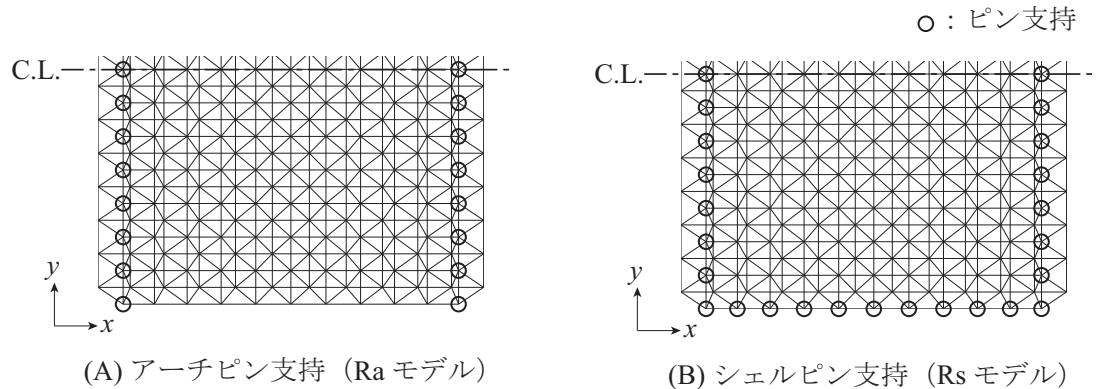 ○ : ピン支持
C.L.
C.L.
y
x
y
x
(A) アーチピン支持（Ra モデル）
(B) シェルピン支持（Rs モデル）